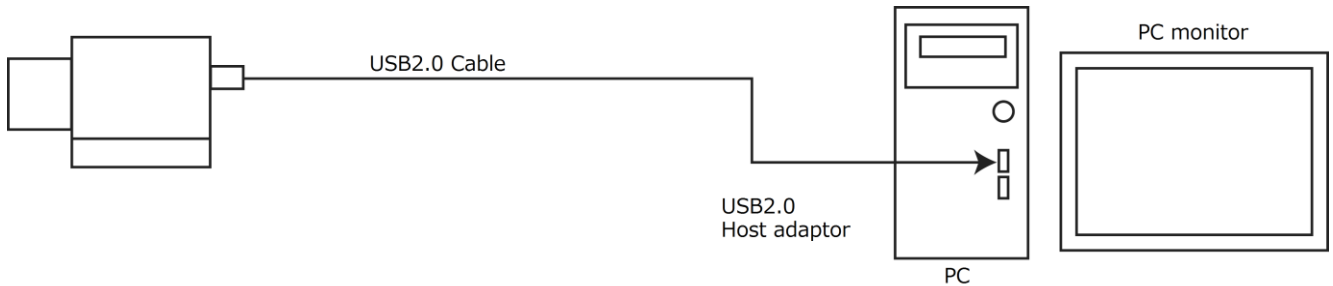 PC monitor
USB2.0 Cable
USB2.0
Host adaptor
PC